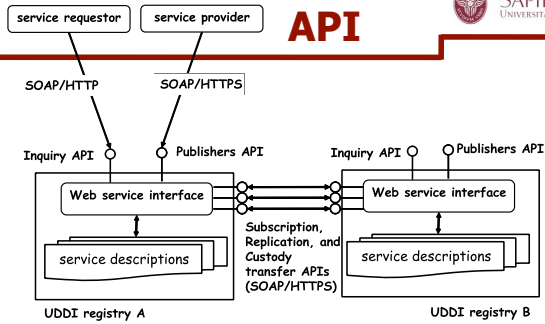 API
SAPIE
UNIVERSITÀ
service requestor
service provider
SOAP/HTTP
SOAP/HTTPS
Inquiry API
Publishers API
Inquiry API
Publishers API
Web service interface
Web service interface
Subscription,
Replication, and
Custody
transfer APIs
(SOAP/HTTPS)
service descriptions
service descriptions
UDDI registry A
UDDI registry B